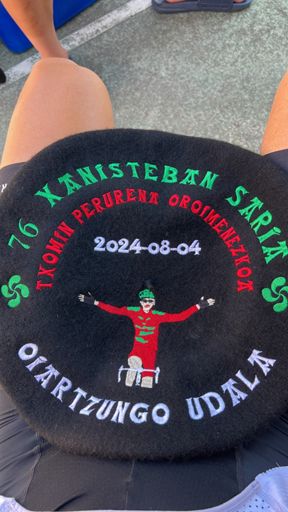 76 XANISTEBAN SARIA
TXOMIN PERURENA OROIMENEZKOA
2024-08-04
OIARTZUNGO UDALA